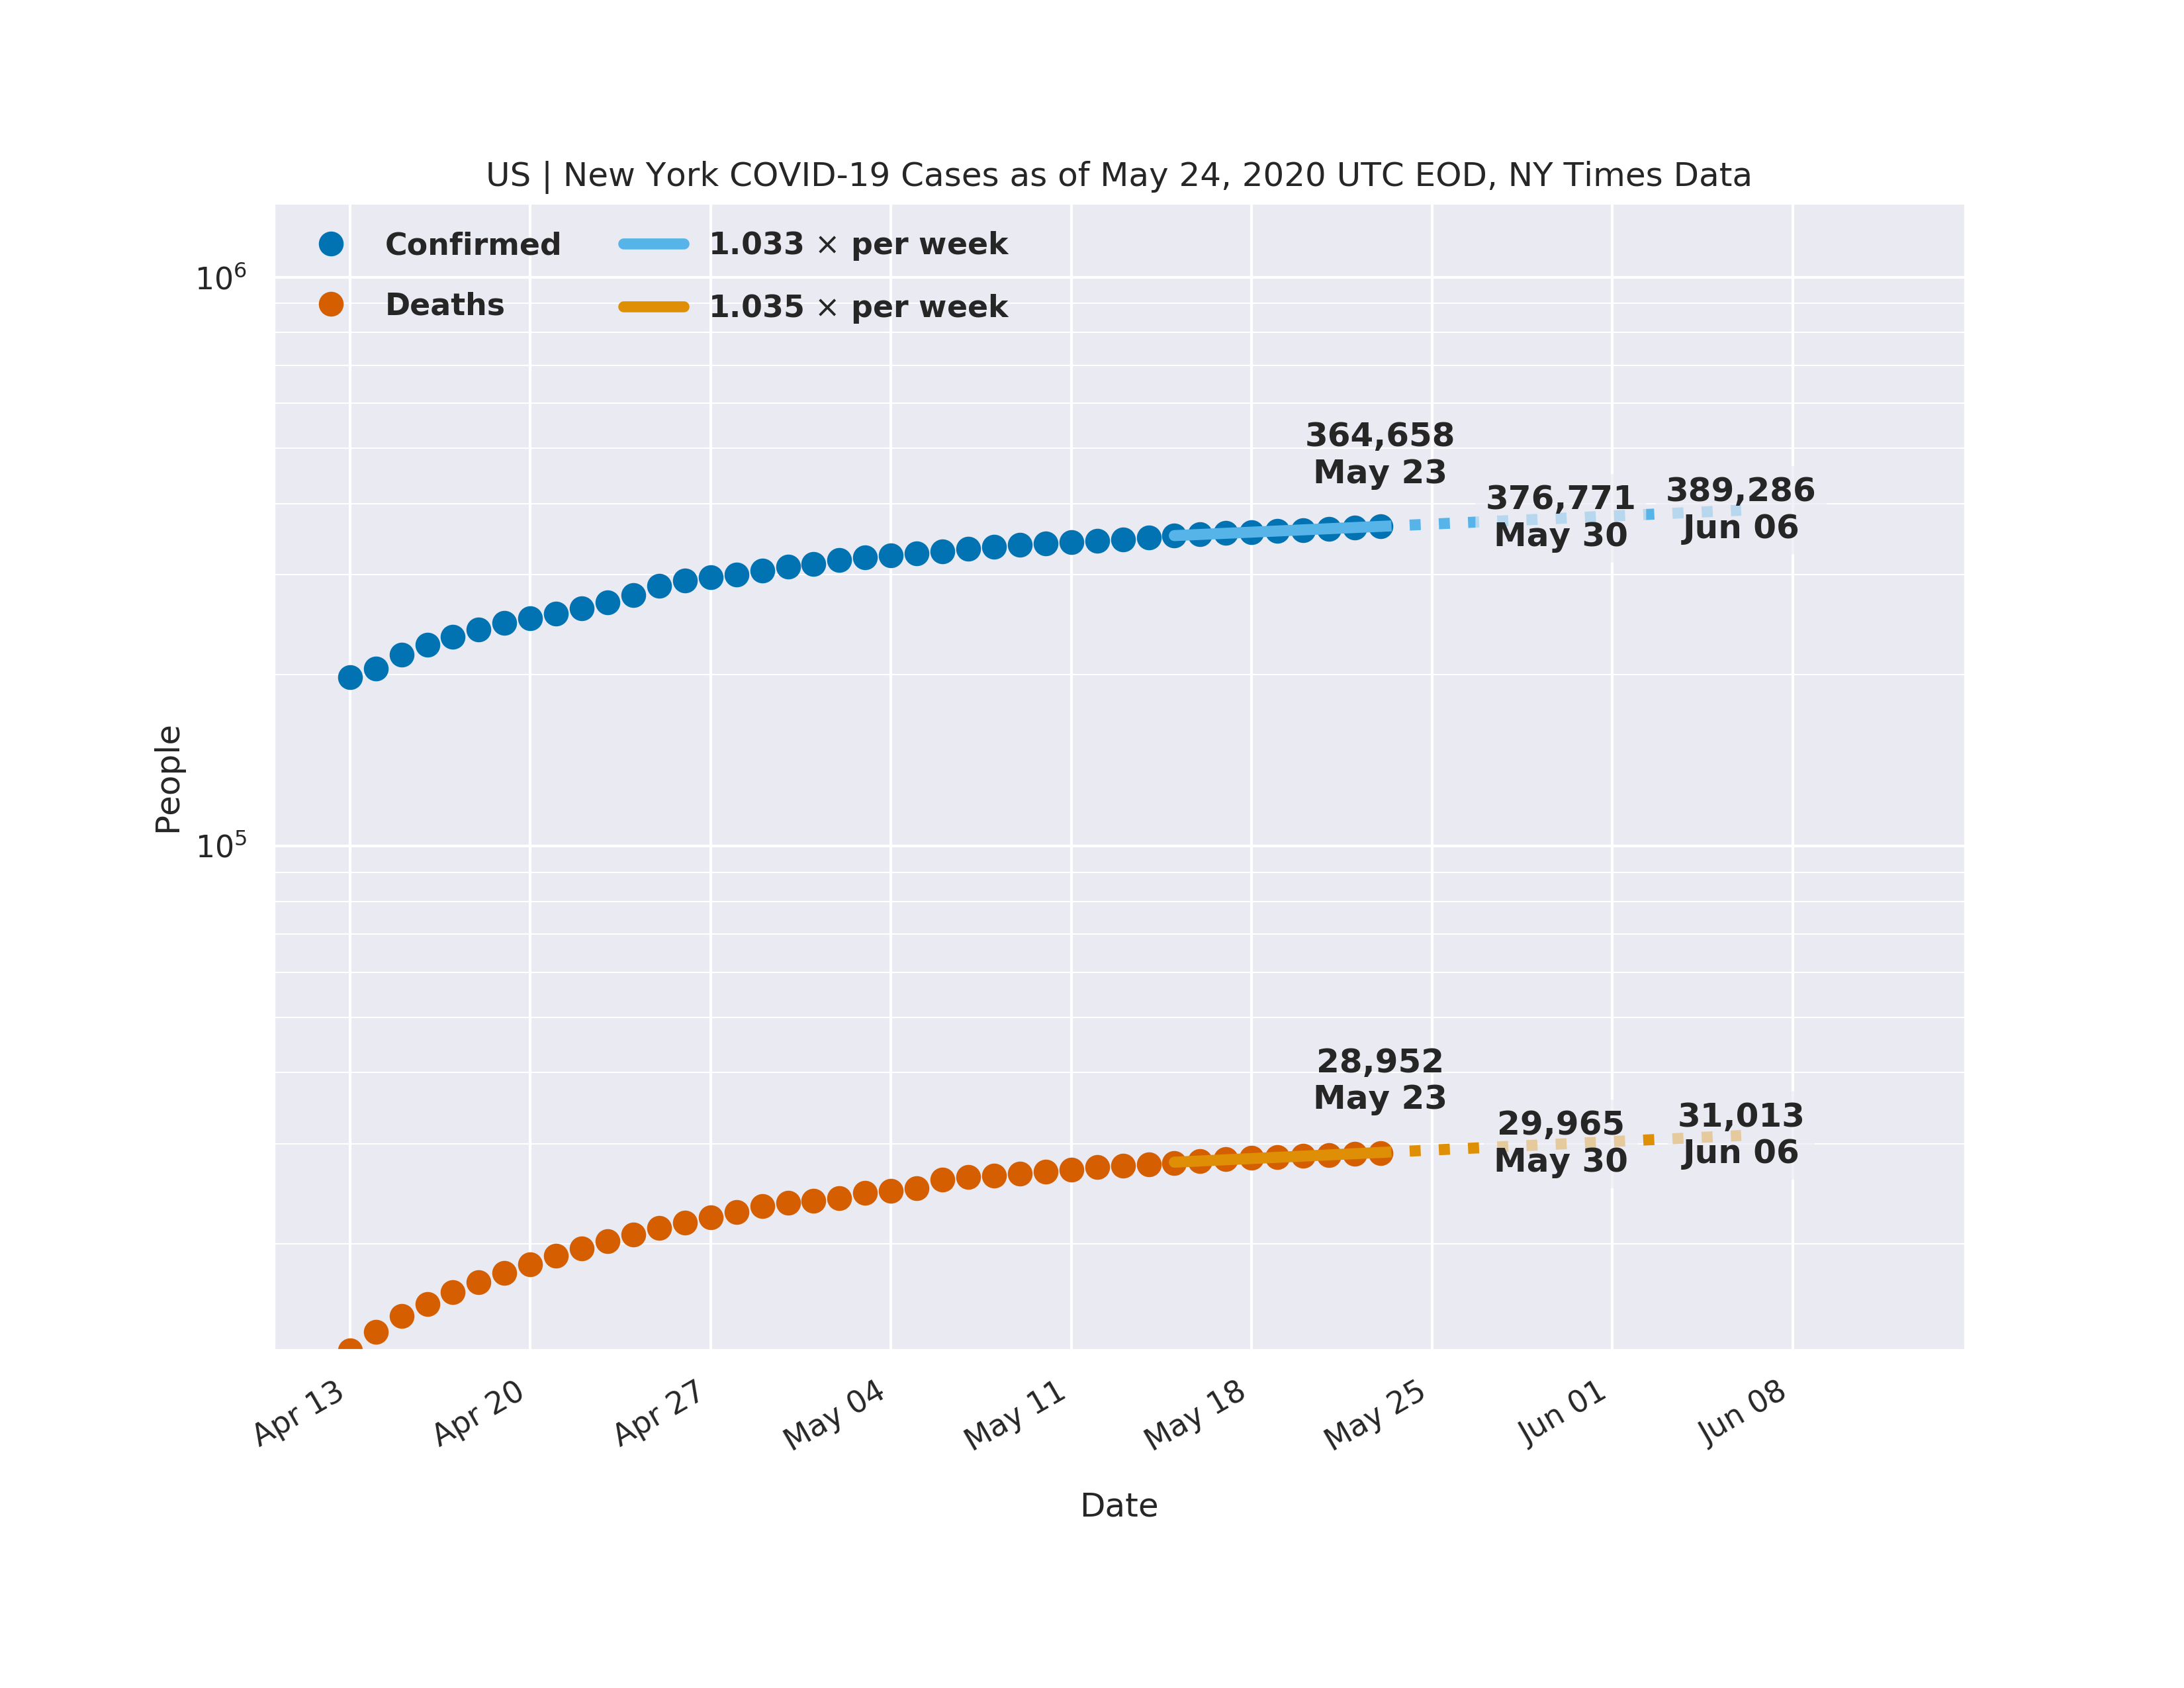 US | New York COVID-19 Cases as of May 24, 2020 UTC EOD, NY Times Data
Confirmed
1.033 × per week
Deaths
1.035 × per week
10⁶
10⁵
People
364,658
May 23
376,771
May 30
389,286
Jun 06
28,952
May 23
29,965
May 30
31,013
Jun 06
Apr 13
Apr 20
Apr 27
May 04
May 11
May 18
May 25
Jun 01
Jun 08
Date